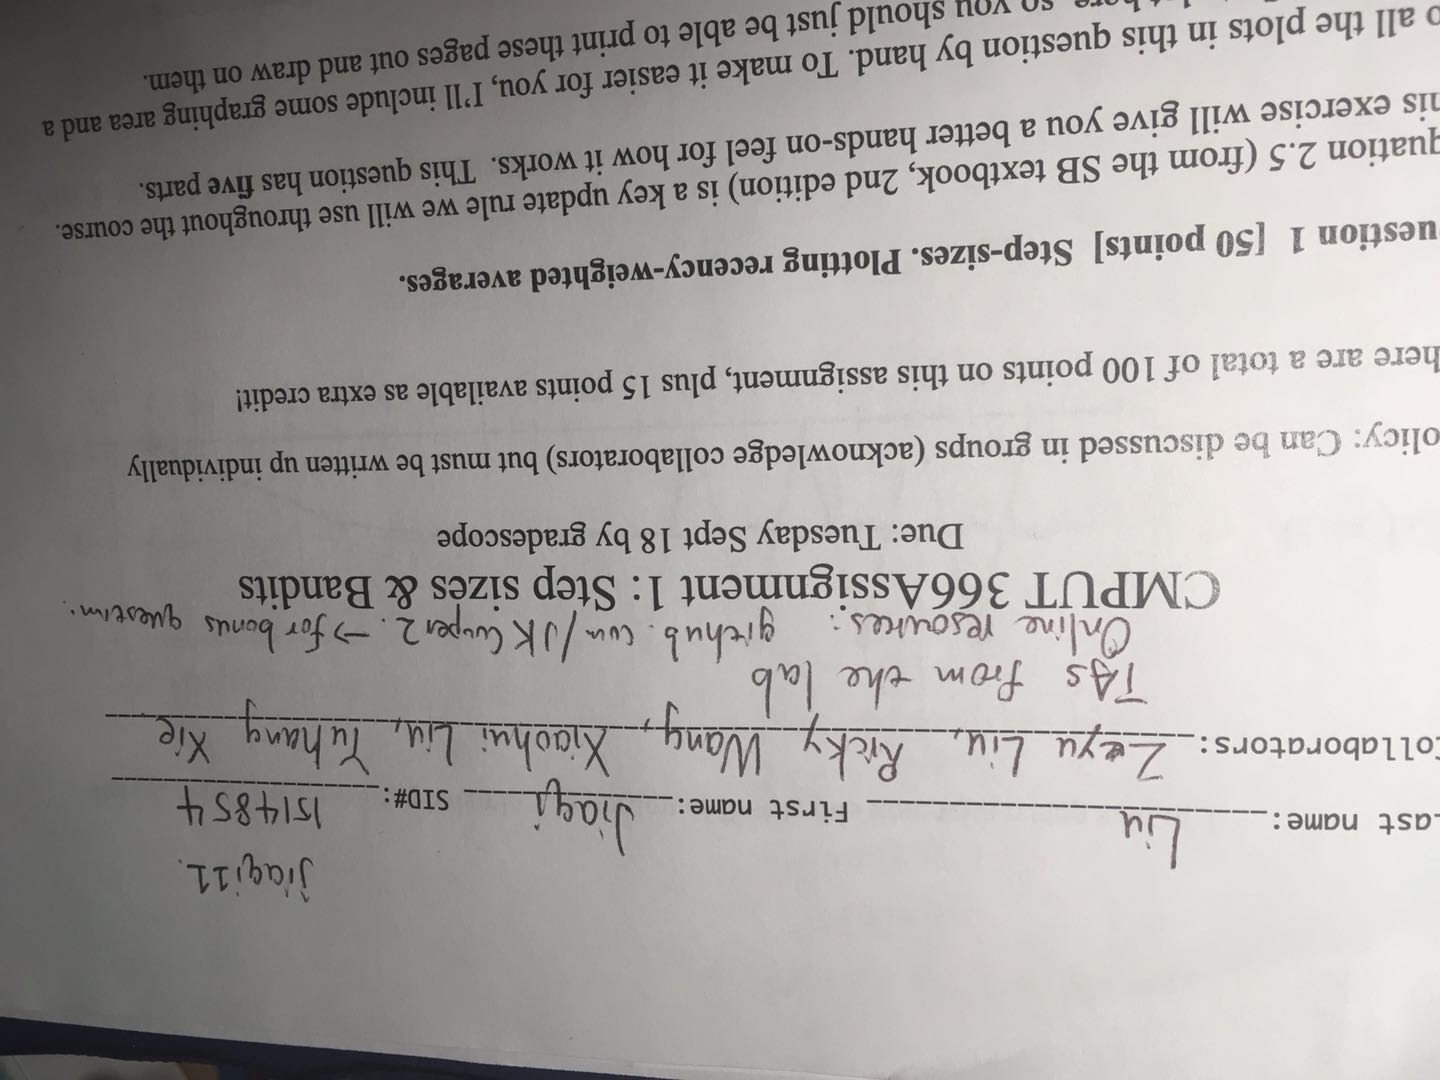 jiaqi11.
Last name: Liu First name: Jiaqi SID#: 1514854
Collaborators: Zeyu Liu, Ricky Wang, Xiaohui Liu, Yuhang Xie
TAs from the lab
Online resources: github.com/JKCooper2. → for bonus question.
CMPUT 366Assignment 1: Step sizes & Bandits
Due: Tuesday Sept 18 by gradescope
olicy: Can be discussed in groups (acknowledge collaborators) but must be written up individually
here are a total of 100 points on this assignment, plus 15 points available as extra credit!
uestion 1 [50 points] Step-sizes. Plotting recency-weighted averages.
quation 2.5 (from the SB textbook, 2nd edition) is a key update rule we will use throughout the course.
his exercise will give you a better hands-on feel for how it works. This question has five parts.
o all the plots in this question by hand. To make it easier for you, I'll include some graphing area and a
so you should just be able to print these pages out and draw on them.